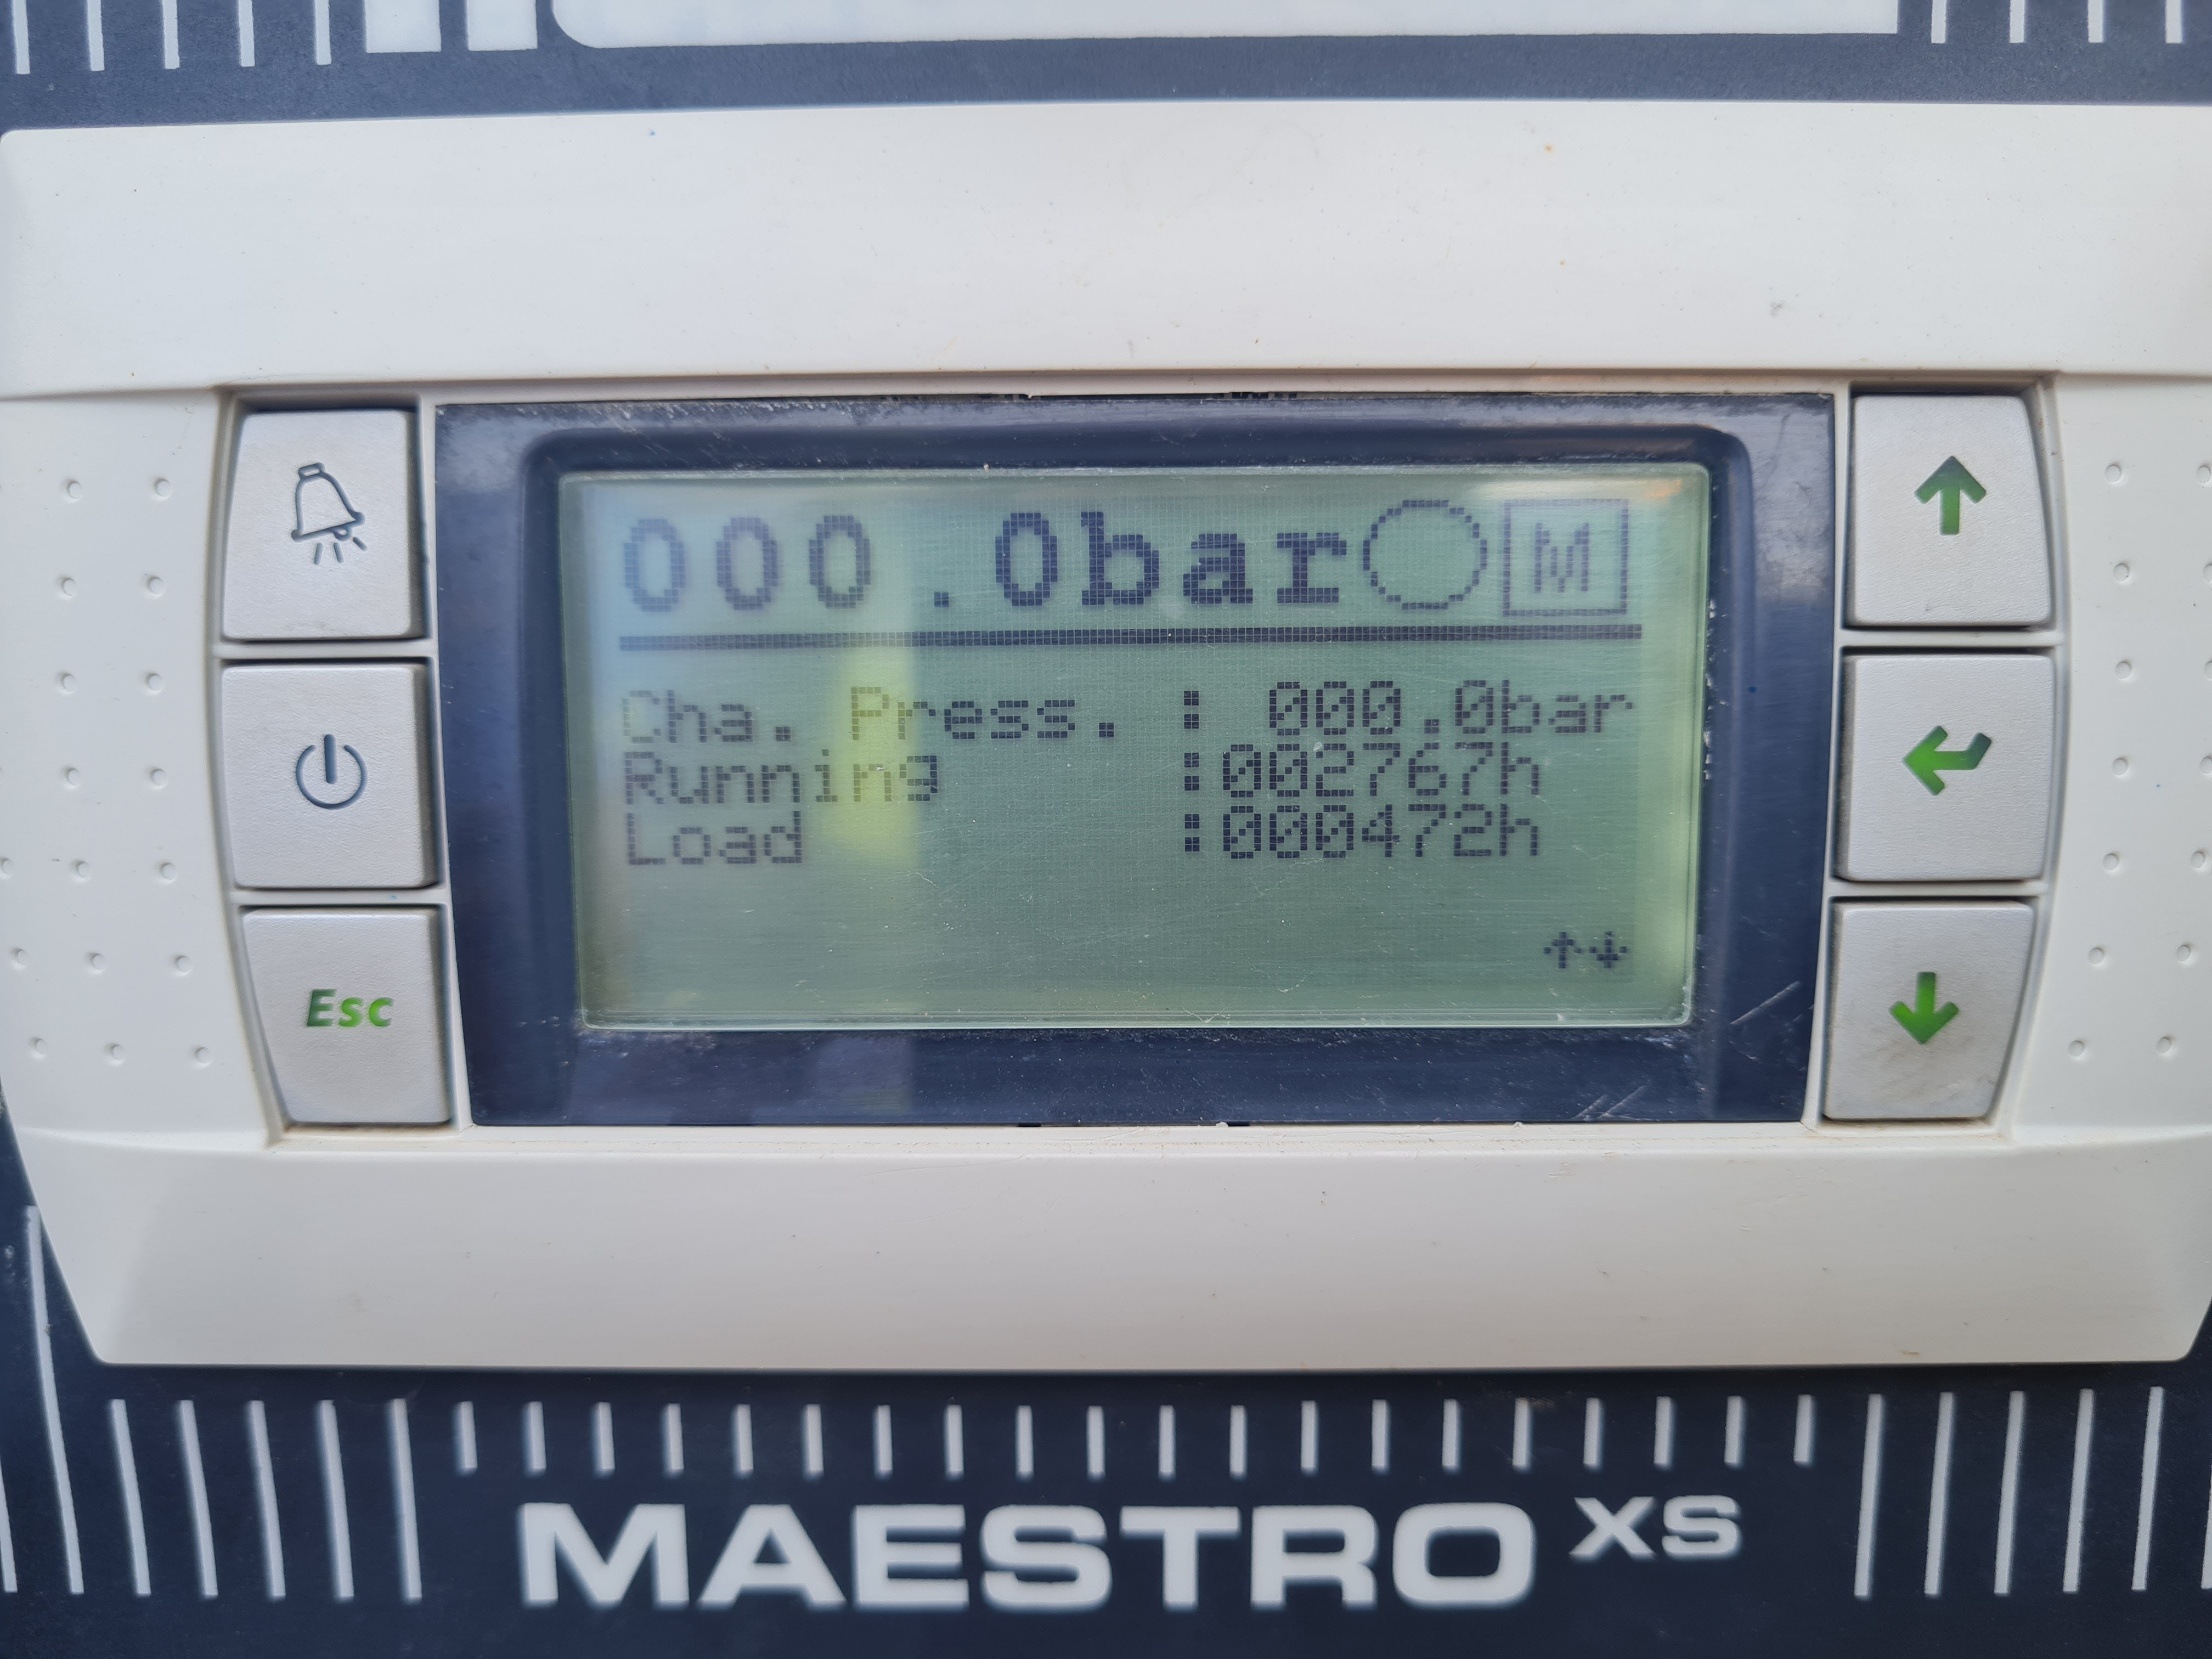 000.0bar M
Cha. Press. : 000.0bar
Running :002767h
Load :000472h
↑↓
Esc
MAESTRO XS